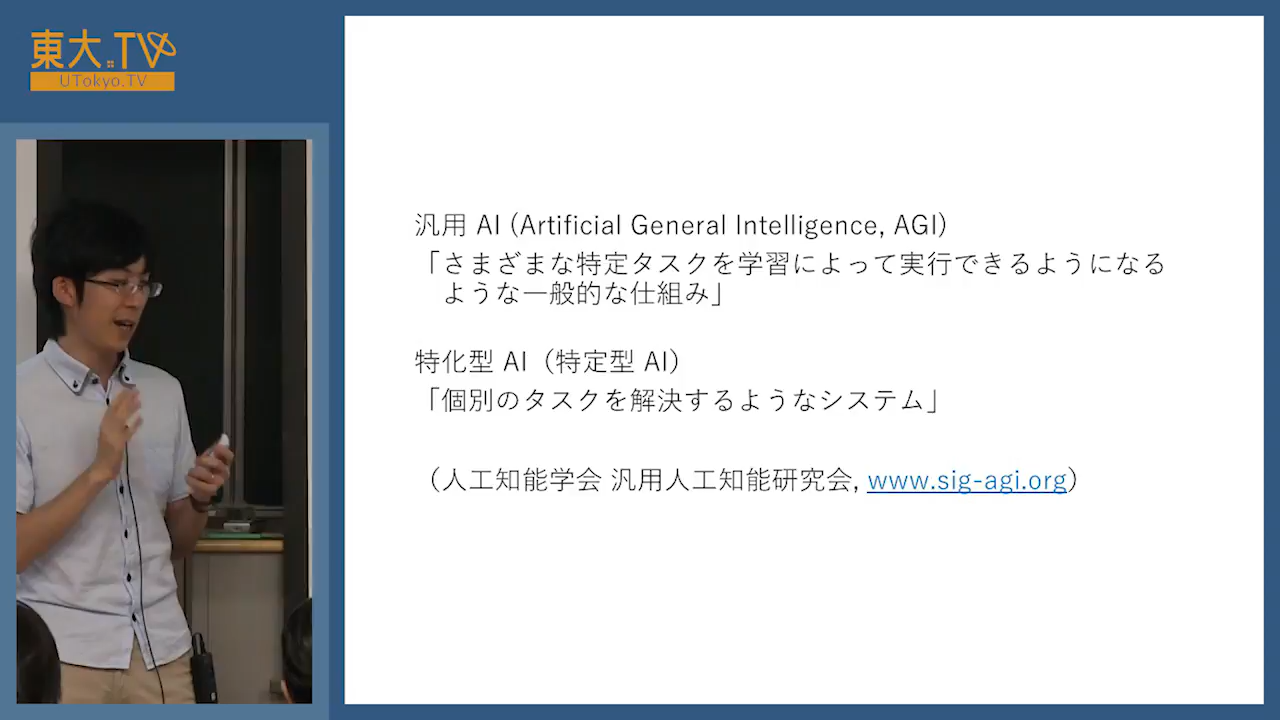 東大.TV
UTokyo.TV
汎用 AI (Artificial General Intelligence, AGI)
「さまざまな特定タスクを学習によって実行できるようになる
ような一般的な仕組み」
特化型 AI（特定型 AI）
「個別のタスクを解決するようなシステム」
（人工知能学会 汎用人工知能研究会, www.sig-agi.org）